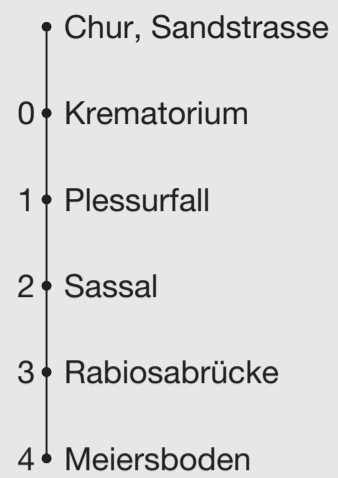 Chur, Sandstrasse
0 Krematorium
1 Plessurfall
2 Sassal
3 Rabiosabrücke
4 Meiersboden